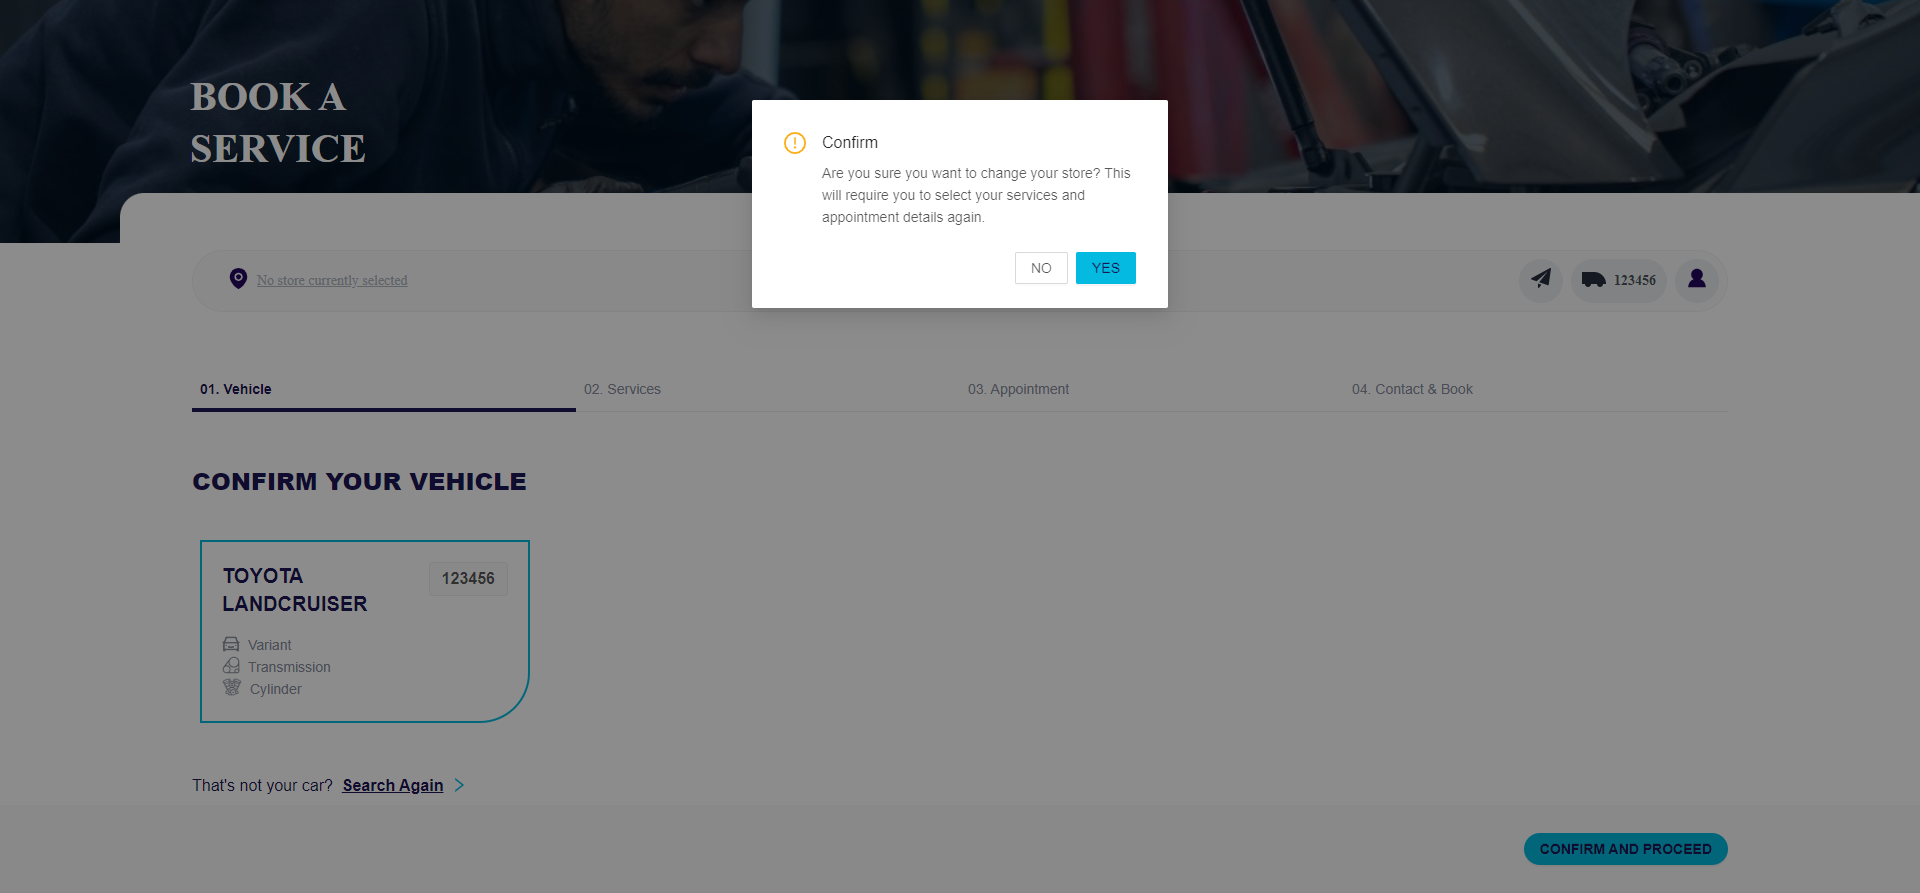 BOOK A
SERVICE
Confirm
Are you sure you want to change your store? This
will require you to select your services and
appointment details again.
NO
YES
No store currently selected
123456
01. Vehicle
02. Services
03. Appointment
04. Contact & Book
CONFIRM YOUR VEHICLE
TOYOTA
LANDCRUISER
123456
Variant
Transmission
Cylinder
That's not your car? Search Again
CONFIRM AND PROCEED